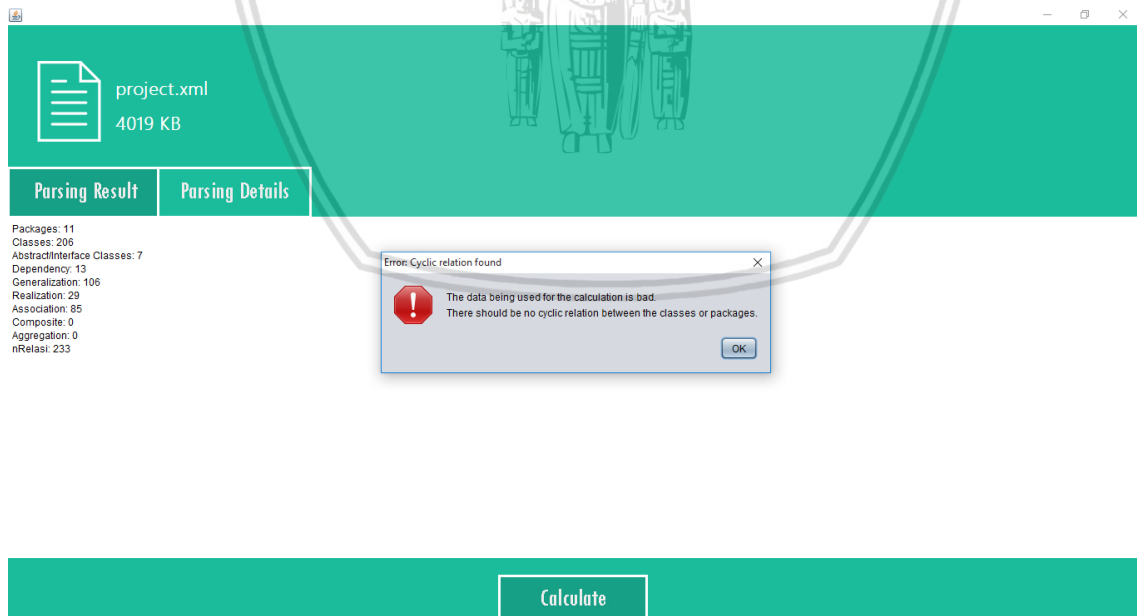 project.xml
4019 KB
Parsing Result
Parsing Details
Packages: 11
Classes: 206
Abstract/Interface Classes: 7
Dependency: 13
Generalization: 106
Realization: 29
Association: 85
Composite: 0
Aggregation: 0
nRelasi: 233
Error: Cyclic relation found
The data being used for the calculation is bad.
There should be no cyclic relation between the classes or packages.
OK
Calculate